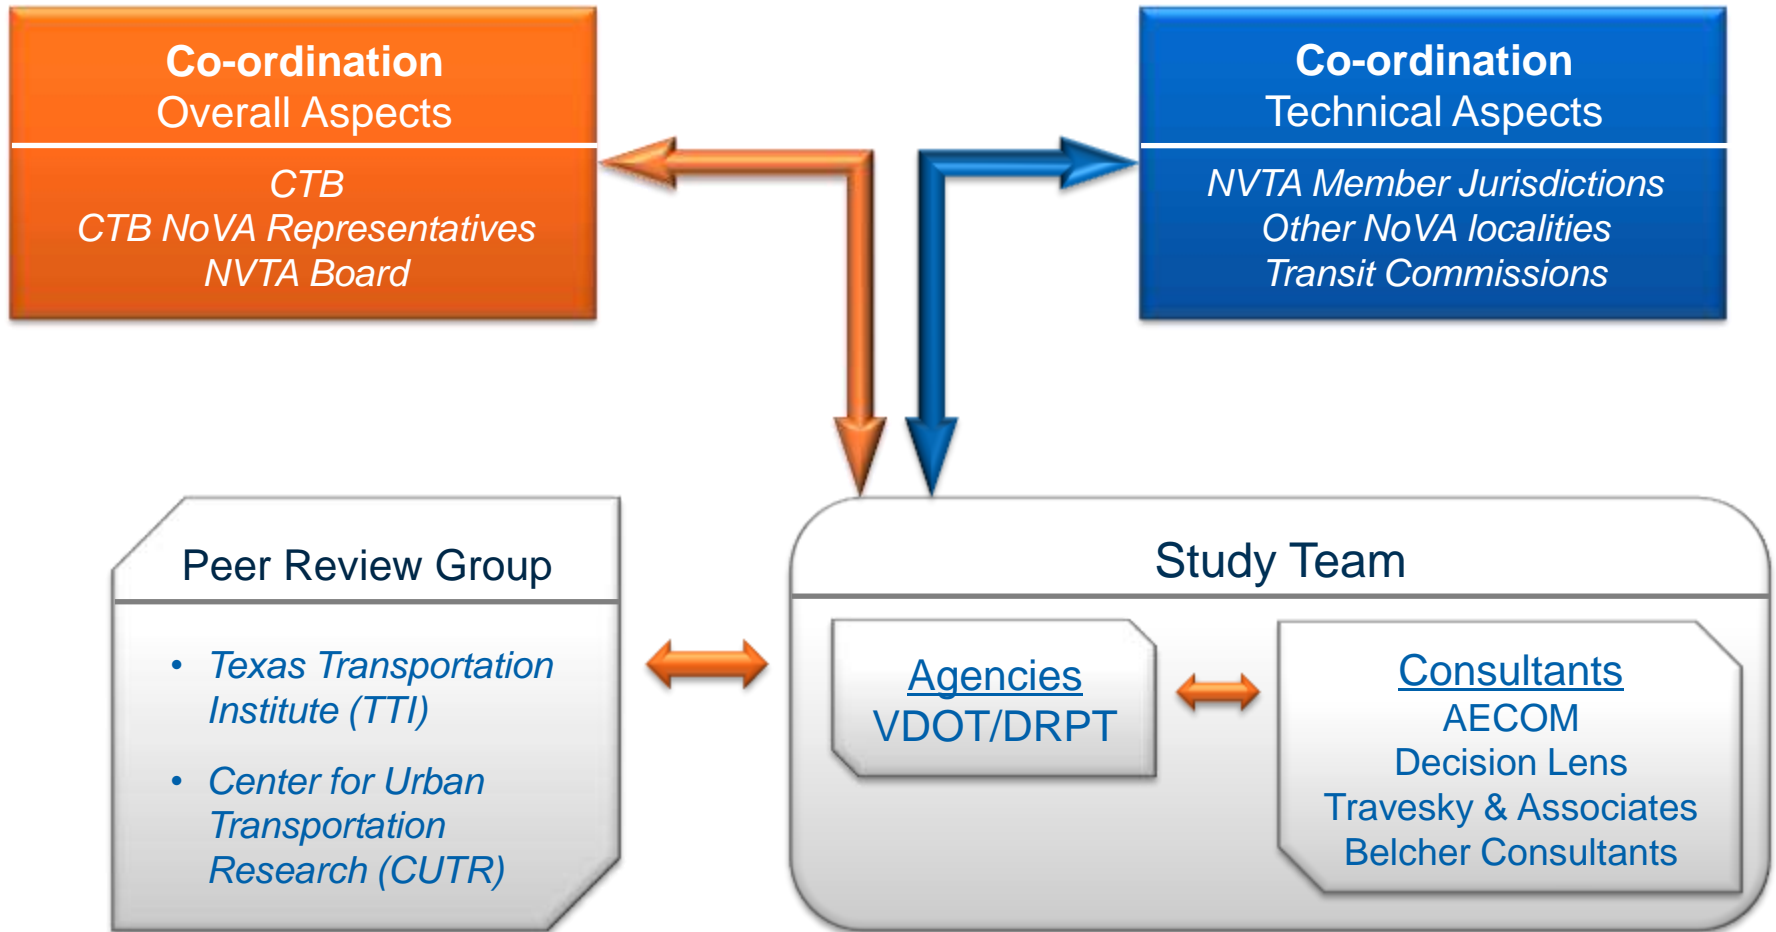 Co-ordination
Overall Aspects
CTB
CTB NoVA Representatives
NVTA Board
Co-ordination
Technical Aspects
NVTA Member Jurisdictions
Other NoVA localities
Transit Commissions
Peer Review Group
• Texas Transportation
Institute (TTI)
• Center for Urban
Transportation
Research (CUTR)
Study Team
Agencies
VDOT/DRPT
Consultants
AECOM
Decision Lens
Travesky & Associates
Belcher Consultants